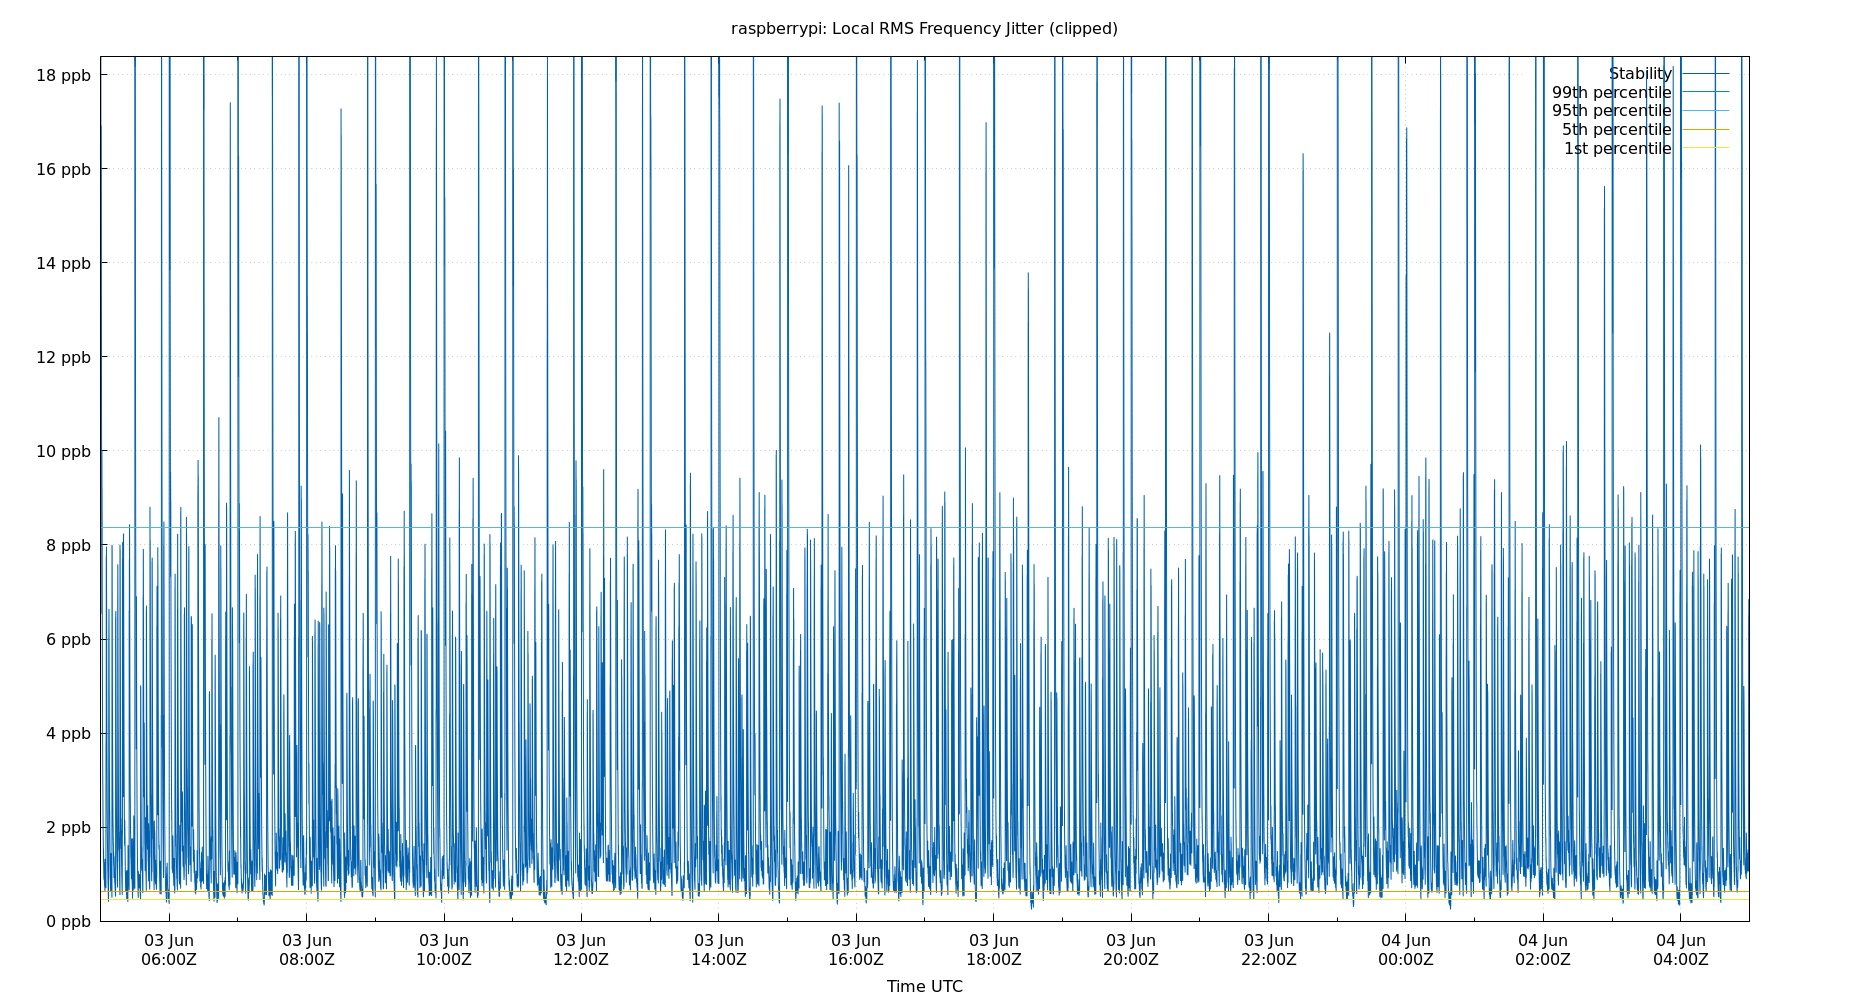 raspberrypi: Local RMS Frequency Jitter (clipped)
18 ppb
16 ppb
14 ppb
12 ppb
10 ppb
8 ppb
6 ppb
4 ppb
2 ppb
0 ppb
Stability
99th percentile
95th percentile
5th percentile
1st percentile
03 Jun 03 Jun 03 Jun 03 Jun 03 Jun 03 Jun 03 Jun 03 Jun 03 Jun 04 Jun 04 Jun 04 Jun
06:00Z 08:00Z 10:00Z 12:00Z 14:00Z 16:00Z 18:00Z 20:00Z 22:00Z 00:00Z 02:00Z 04:00Z
Time UTC